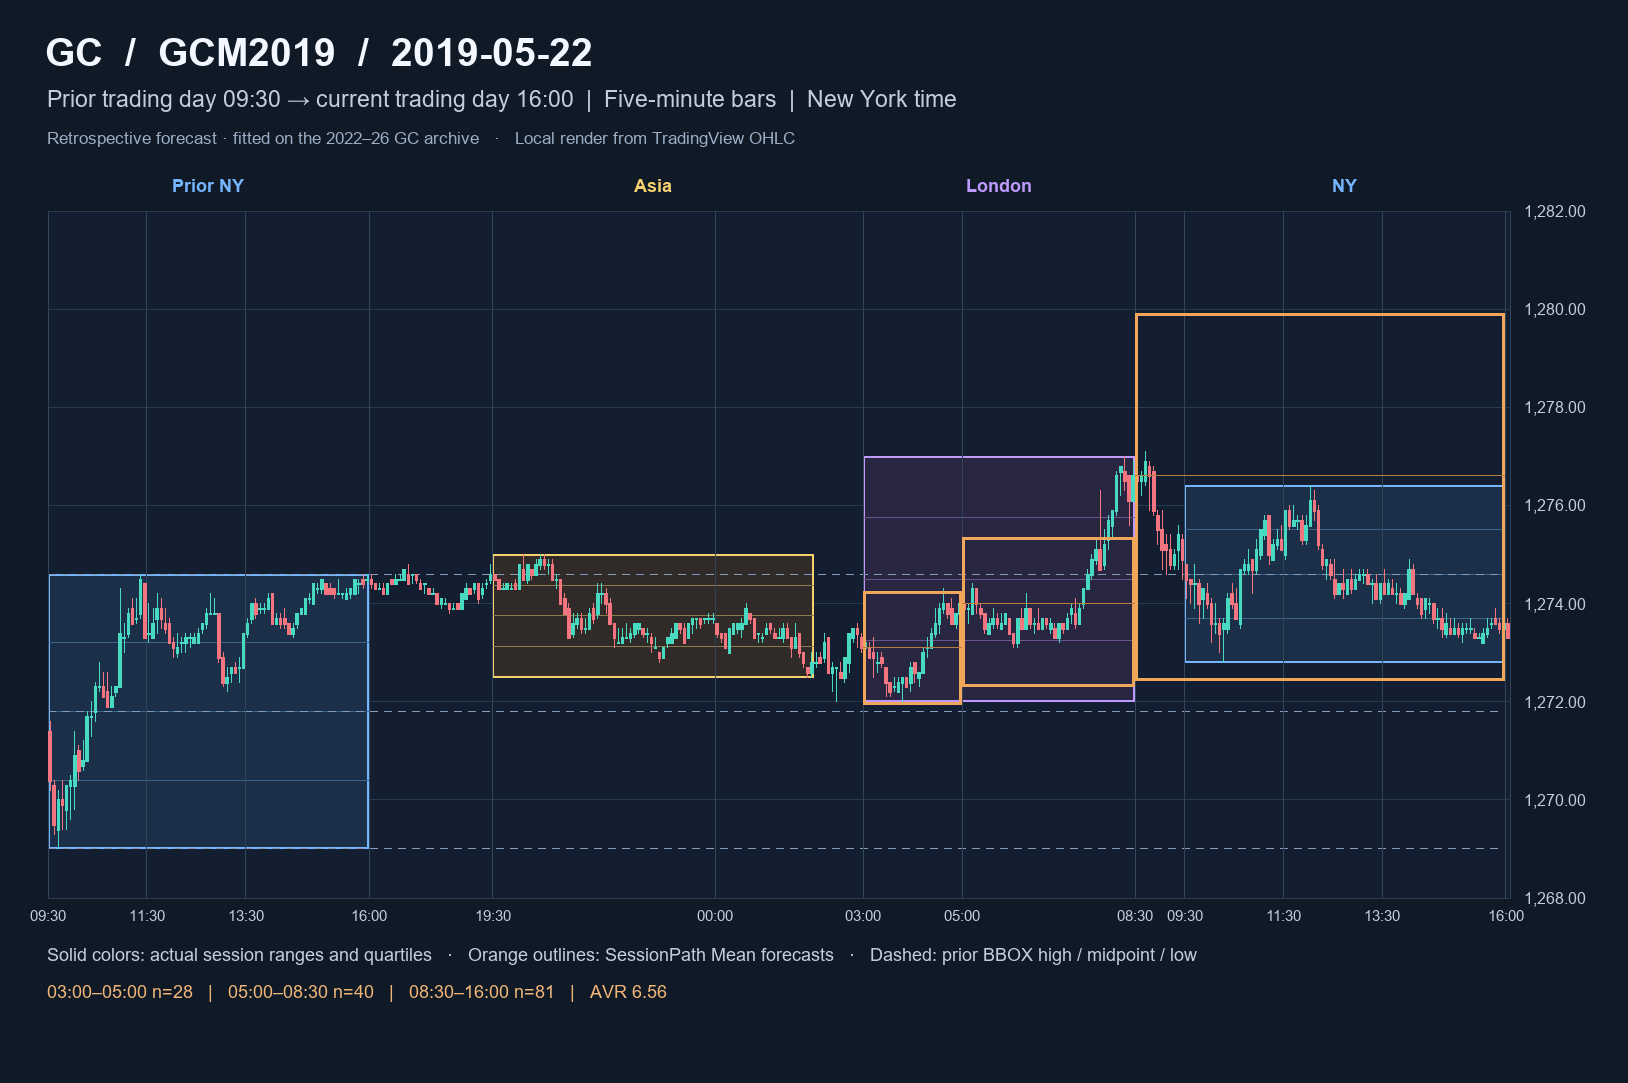 GC / GCM2019 / 2019-05-22
Prior trading day 09:30 → current trading day 16:00 | Five-minute bars | New York time
Retrospective forecast · fitted on the 2022–26 GC archive · Local render from TradingView OHLC
Prior NY Asia London NY
1,282.00
1,280.00
1,278.00
1,276.00
1,274.00
1,272.00
1,270.00
1,268.00
09:30 11:30 13:30 16:00 19:30 00:00 03:00 05:00 08:30 09:30 11:30 13:30 16:00
Solid colors: actual session ranges and quartiles · Orange outlines: SessionPath Mean forecasts · Dashed: prior BBOX high / midpoint / low
03:00–05:00 n=28 | 05:00–08:30 n=40 | 08:30–16:00 n=81 | AVR 6.56